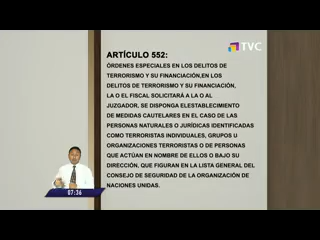 TVC
ARTÍCULO 552:
ÓRDENES ESPECIALES EN LOS DELITOS DE
TERRORISMO Y SU FINANCIACIÓN,EN LOS
DELITOS DE TERRORISMO Y SU FINANCIACIÓN,
LA O EL FISCAL SOLICITARÁ A LA O AL
JUZGADOR, SE DISPONGA ELESTABLECIMIENTO
DE MEDIDAS CAUTELARES EN EL CASO DE LAS
PERSONAS NATURALES O JURÍDICAS IDENTIFICADAS
COMO TERRORISTAS INDIVIDUALES, GRUPOS U
ORGANIZACIONES TERRORISTAS O DE PERSONAS
QUE ACTÚAN EN NOMBRE DE ELLOS O BAJO SU
DIRECCIÓN, QUE FIGURAN EN LA LISTA GENERAL DEL
CONSEJO DE SEGURIDAD DE LA ORGANIZACIÓN DE
NACIONES UNIDAS.
07:36